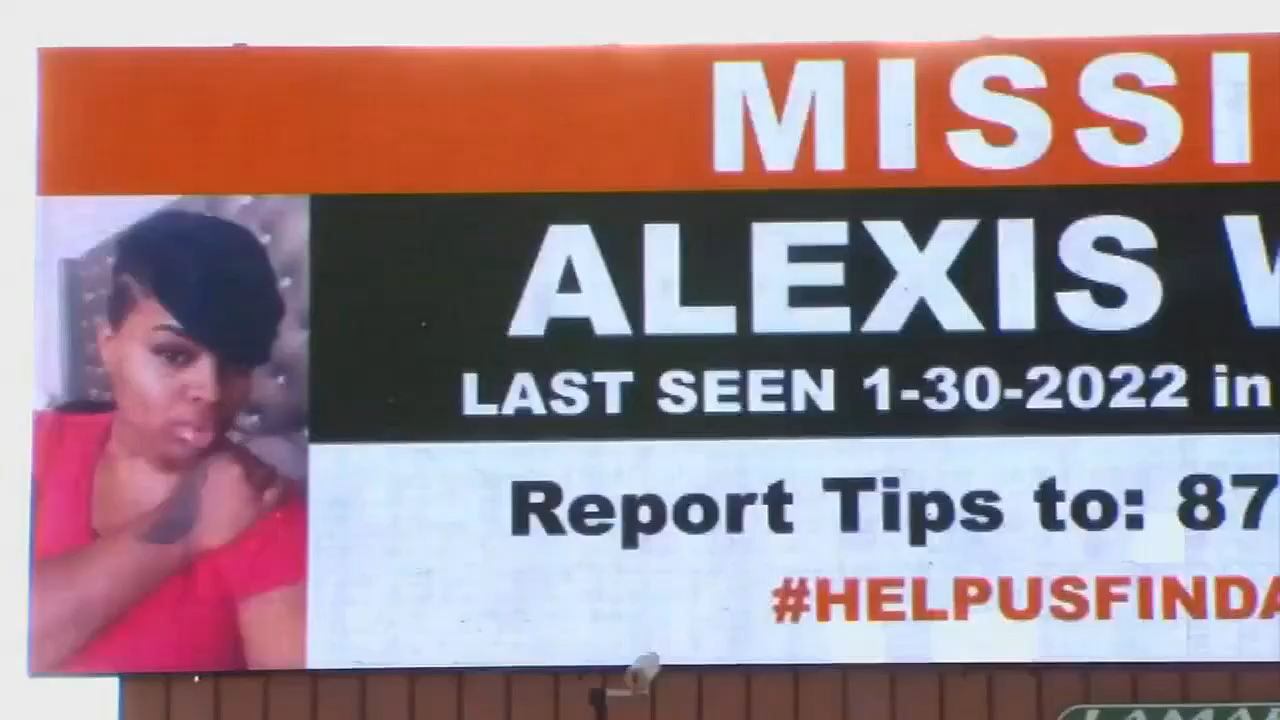 MISSI
ALEXIS
LAST SEEN 1-30-2022 in
Report Tips to: 87
#HELPUSFINDA